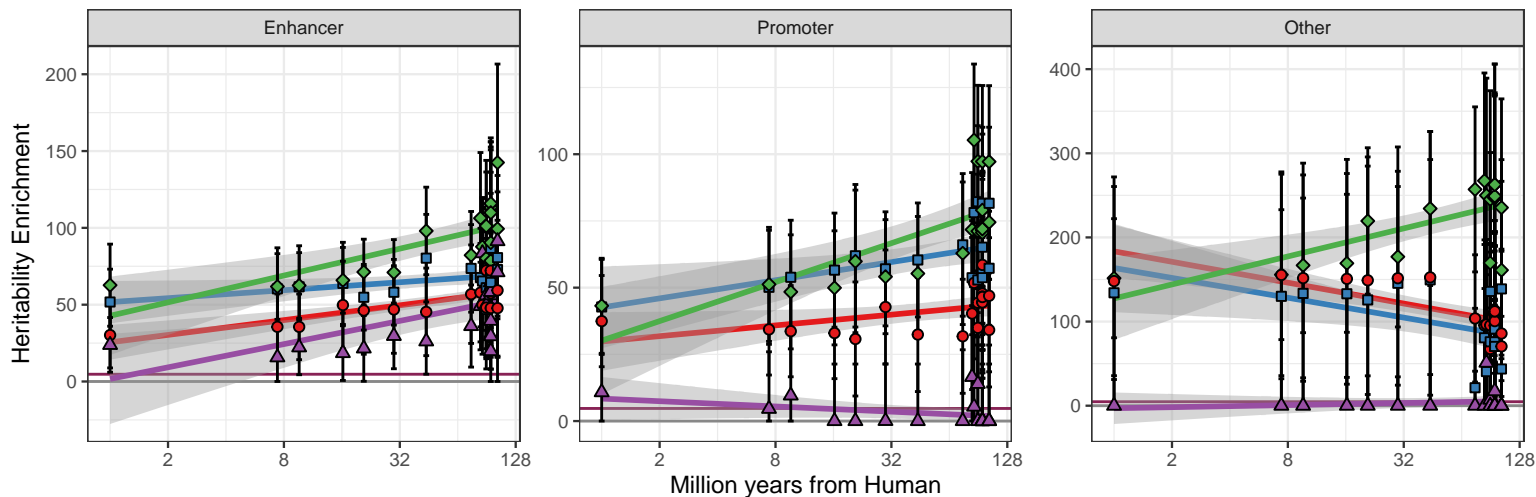 Enhancer Promoter Other
Heritability Enrichment
200
150
100
50
0
2 8 32 128
100
50
0
2 8 32 128
400
300
200
100
0
2 8 32 128
Million years from Human